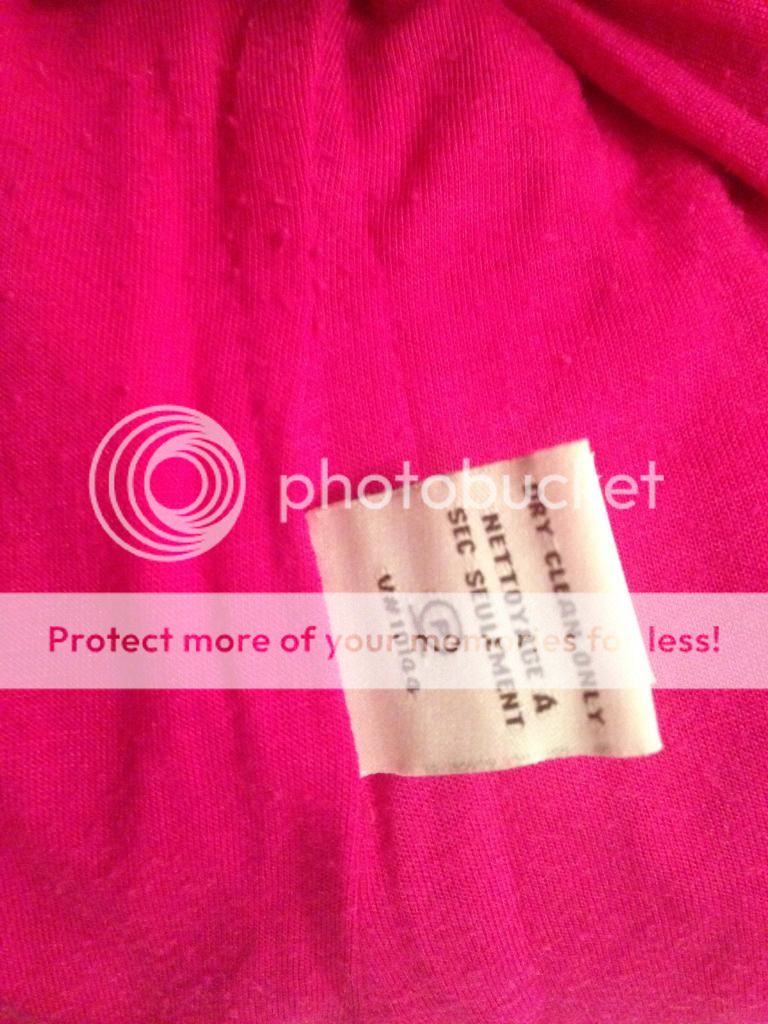 photobucket
Protect more of your memories for less!
DRY CLEAN ONLY
NETTOYAGE À
SEC SEULEMENT
P